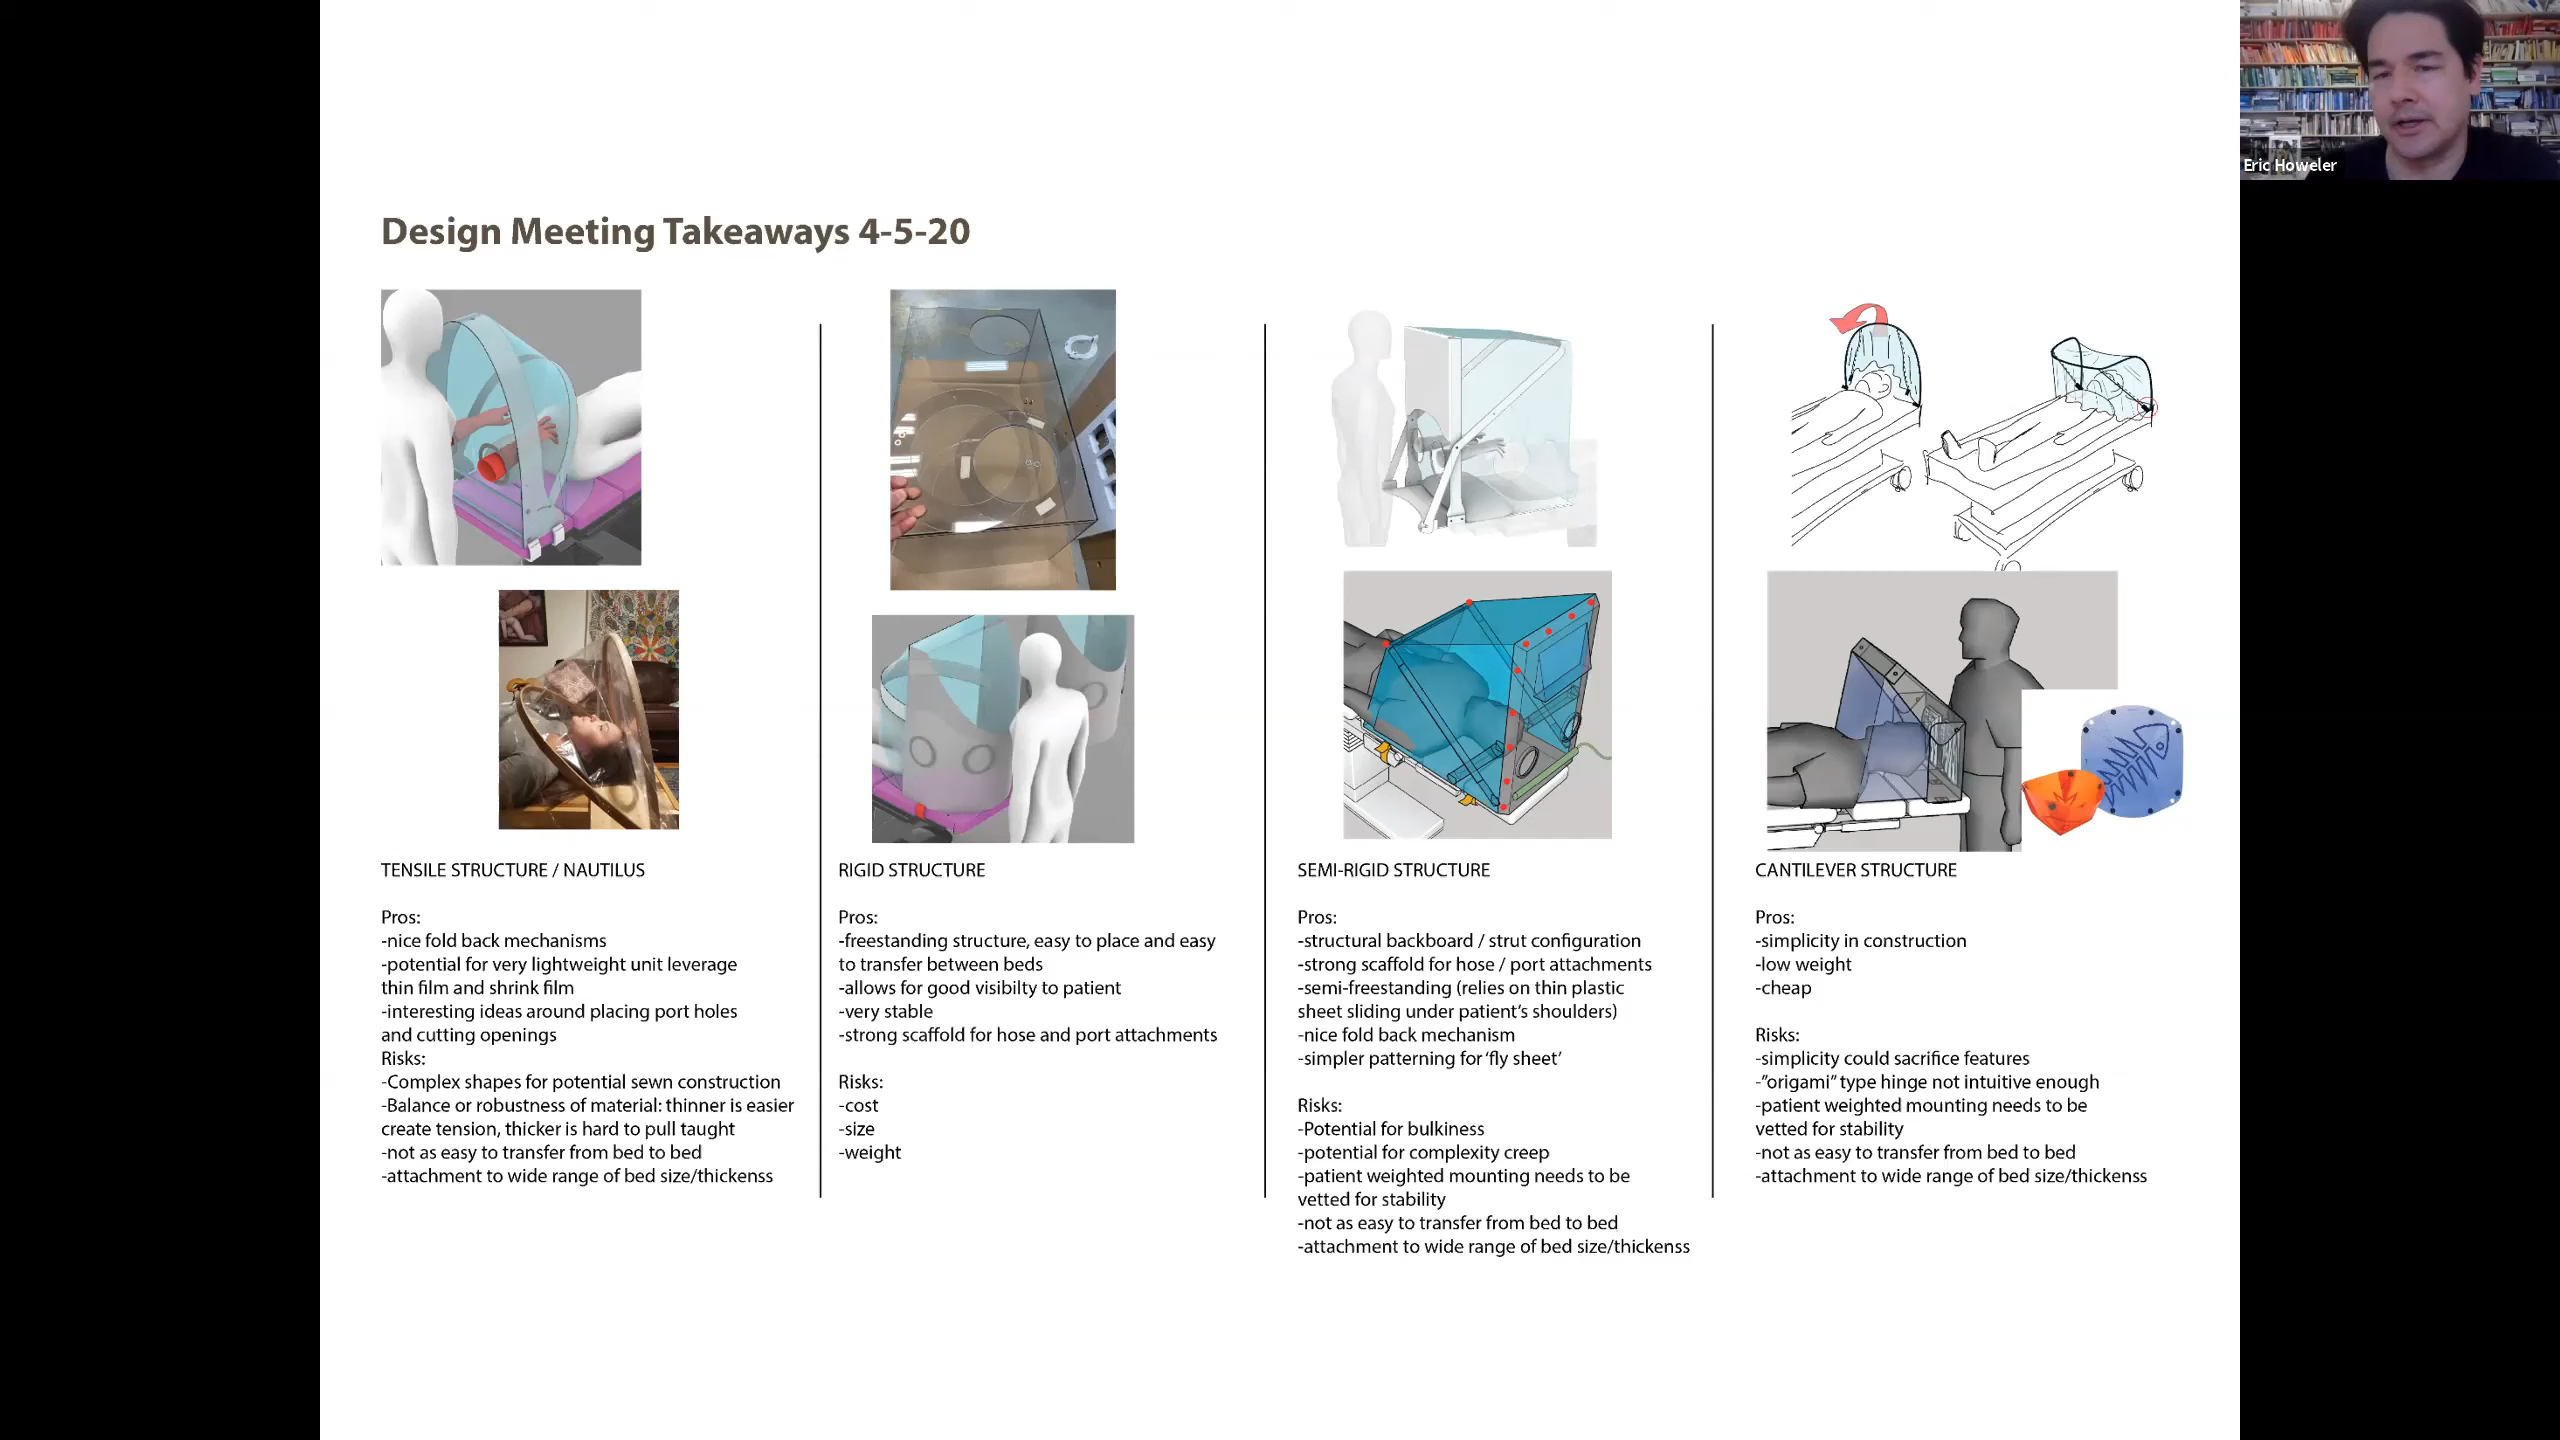 Eric Howeler
Design Meeting Takeaways 4-5-20
TENSILE STRUCTURE / NAUTILUS
Pros:
-nice fold back mechanisms
-potential for very lightweight unit leverage
thin film and shrink film
-interesting ideas around placing port holes
and cutting openings
Risks:
-Complex shapes for potential sewn construction
-Balance or robustness of material: thinner is easier
create tension, thicker is hard to pull taught
-not as easy to transfer from bed to bed
-attachment to wide range of bed size/thickenss
RIGID STRUCTURE
Pros:
-freestanding structure, easy to place and easy
to transfer between beds
-allows for good visibilty to patient
-very stable
-strong scaffold for hose and port attachments
Risks:
-cost
-size
-weight
SEMI-RIGID STRUCTURE
Pros:
-structural backboard / strut configuration
-strong scaffold for hose / port attachments
-semi-freestanding (relies on thin plastic
sheet sliding under patient's shoulders)
-nice fold back mechanism
-simpler patterning for 'fly sheet'
Risks:
-Potential for bulkiness
-potential for complexity creep
-patient weighted mounting needs to be
vetted for stability
-not as easy to transfer from bed to bed
-attachment to wide range of bed size/thickenss
CANTILEVER STRUCTURE
Pros:
-simplicity in construction
-low weight
-cheap
Risks:
-simplicity could sacrifice features
-"origami" type hinge not intuitive enough
-patient weighted mounting needs to be
vetted for stability
-not as easy to transfer from bed to bed
-attachment to wide range of bed size/thickenss